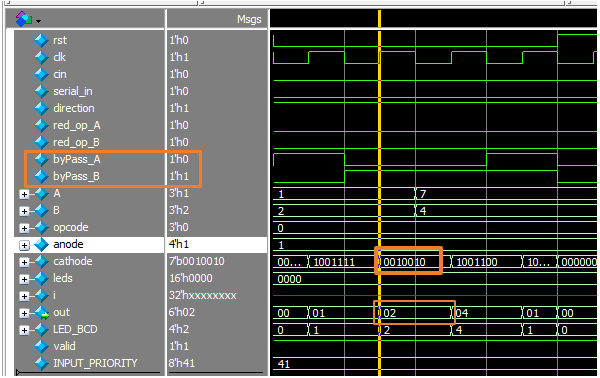 Msgs
rst 1'h0
clk 1'h1
cin 1'h0
serial_in 1'h0
direction 1'h1
red_op_A 1'h0
red_op_B 1'h0
byPass_A 1'h0
byPass_B 1'h1
A 3'h1 1 7
B 3'h2 2 4
opcode 3'h0 0
anode 4'h1 1
cathode 7'b0010010 00... 1001111 0010010 1001100 10... 000000
leds 16'h0000 0000
i 32'hxxxxxxxx
out 6'h02 00 01 02 04 01 00
LED_BCD 4'h2 0 1 2 4 1 0
valid 1'h1
INPUT_PRIORITY 8'h41 41